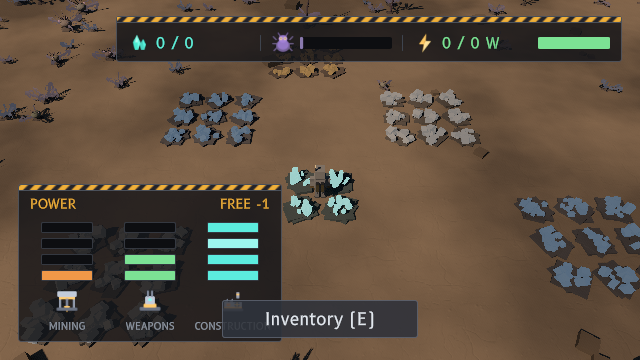 0 / 0
0 / 0 W
POWER
FREE -1
Inventory (E)
MINING
WEAPONS
CONSTRUCTION